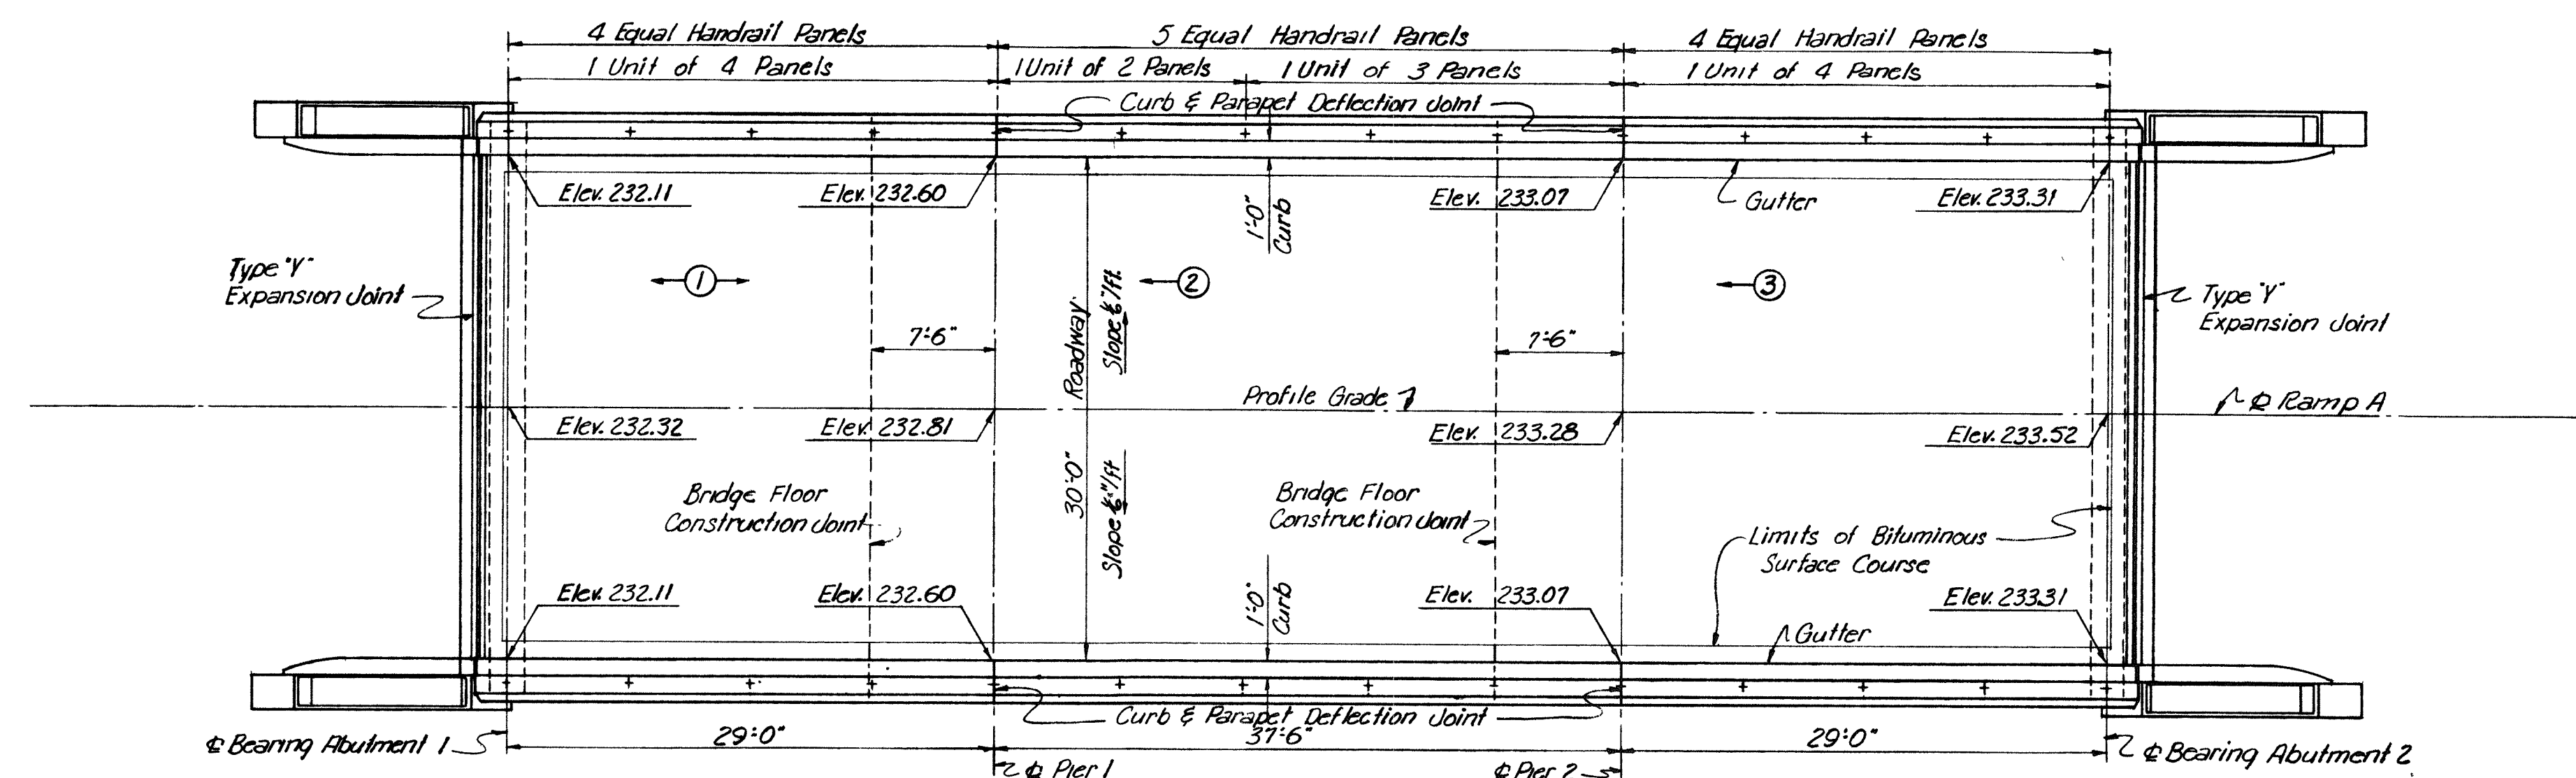 4 Equal Handrail Panels
5 Equal Handrail Panels
4 Equal Handrail Panels
1 Unit of 4 Panels
1 Unit of 2 Panels
1 Unit of 3 Panels
1 Unit of 4 Panels
Curb & Parapet Deflection Joint
Elev. 232.11
Elev. 232.60
1'-0"
Curb
Elev. 233.07
Gutter
Elev. 233.31
Type "Y"
Expansion Joint
1
2
3
Type "Y"
Expansion Joint
7'-6"
Roadway
Slope /ft.
7'-6"
Profile Grade
℄ Ramp A
Elev. 232.32
Elev. 232.81
Elev. 233.28
Elev. 233.52
Bridge Floor
Construction Joint
30'-0"
Slope /ft
Bridge Floor
Construction Joint
Limits of Bituminous
Surface Course
Elev. 232.11
Elev. 232.60
1'-0"
Curb
Elev. 233.07
Elev. 233.31
Gutter
Curb & Parapet Deflection Joint
℄ Bearing Abutment 1
29'-0"
37'-6"
29'-0"
℄ Bearing Abutment 2
℄ Pier 1
℄ Pier 2